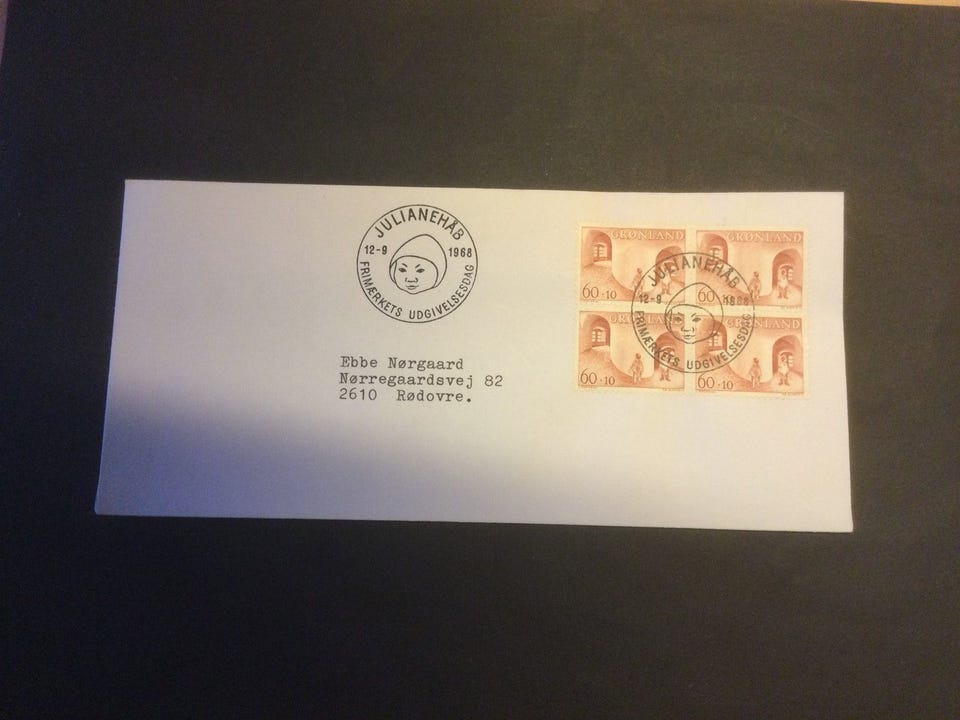 JULIANEHÅB
12-9 1968
FRIMÆRKETS UDGIVELSESDAG
Ebbe Nørgaard
Nørregaardsvej 82
2610 Rødovre.
GRØNLAND
60+10
GRØNLAND
60
GRØNLAND
60+10
GRØNLAND
60+10
JULIANEHÅB
12-9 1968
FRIMÆRKETS UDGIVELSESDAG